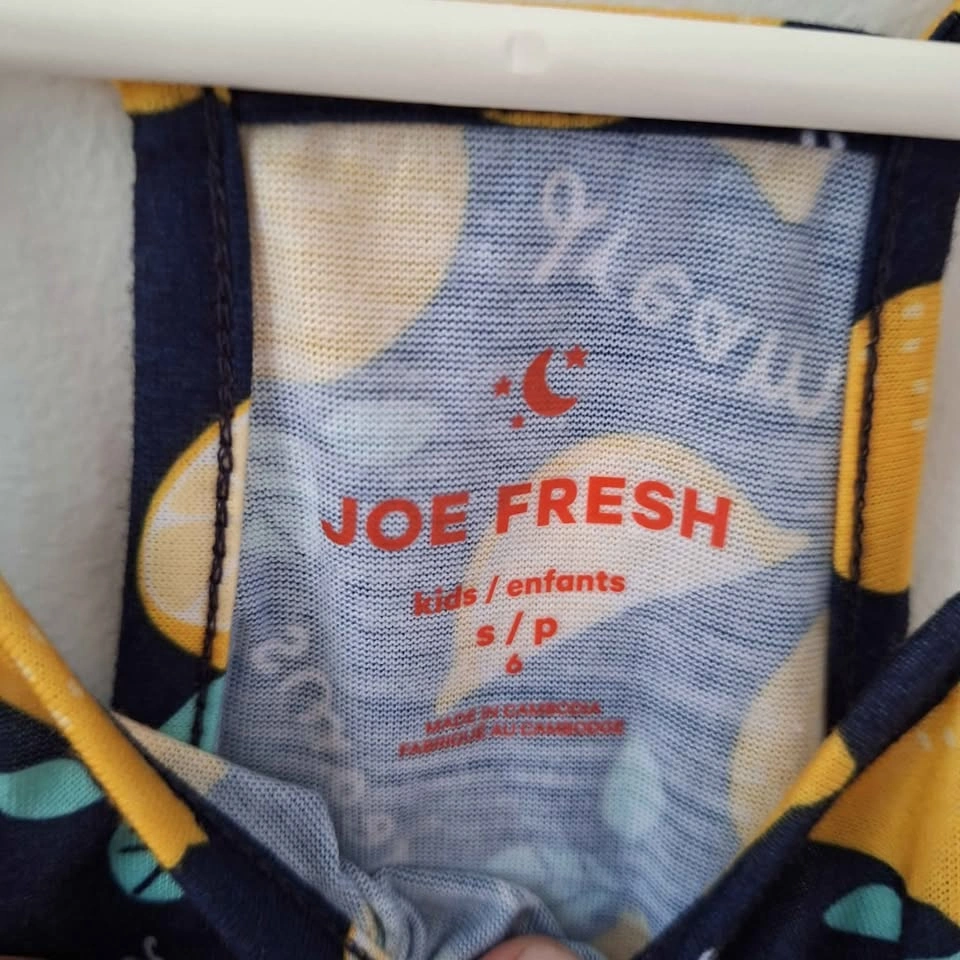 JOE FRESH
kids / enfants
s / p
6
MADE IN CAMBODIA
FABRIQUÉ AU CAMBODGE